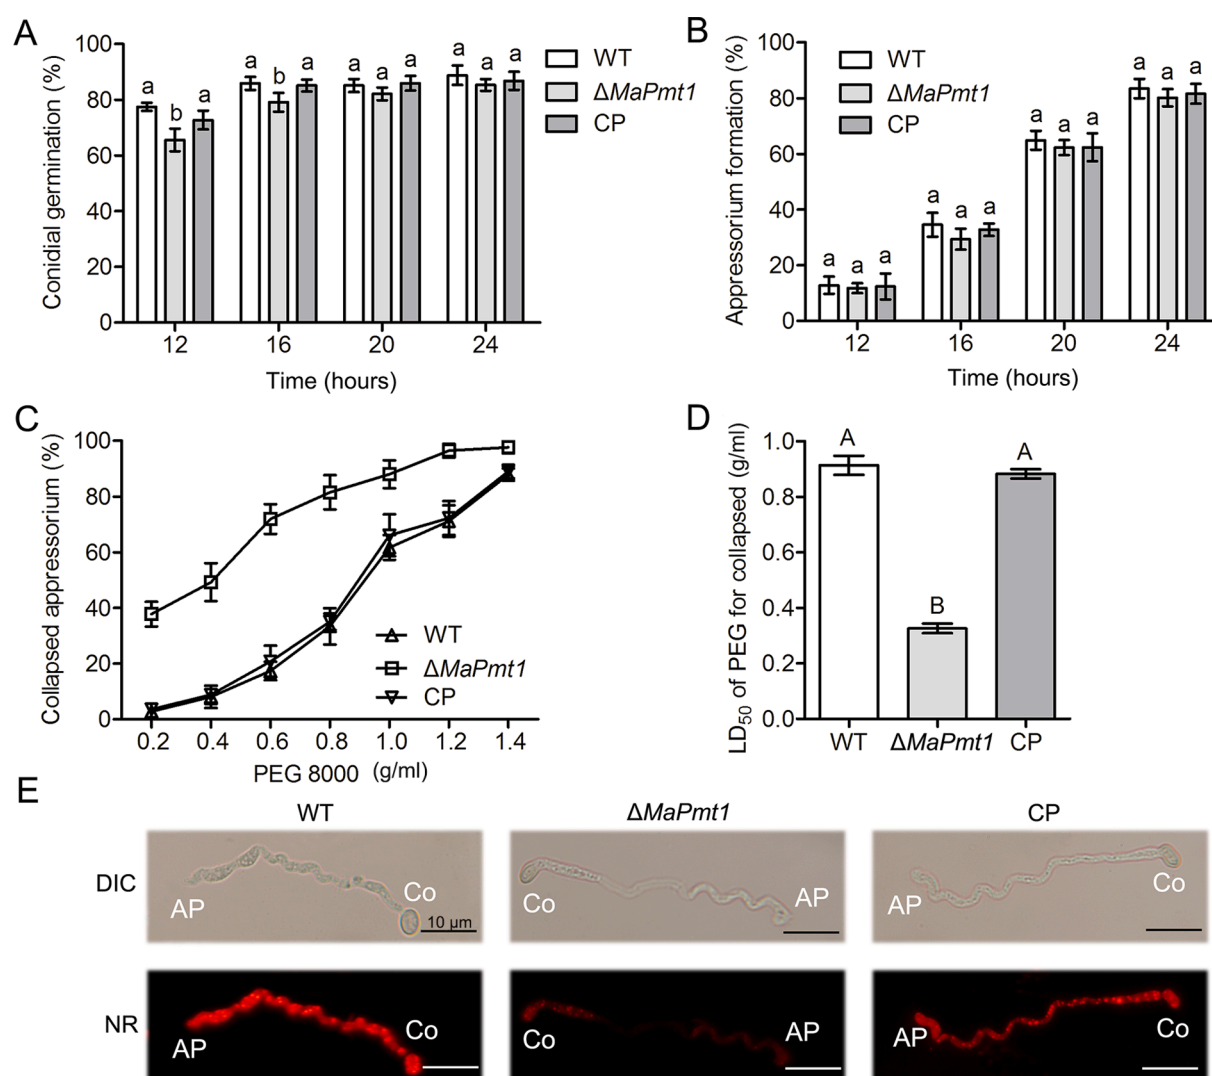 A
Conidial germination (%)
100
80
60
40
20
0
a b a
a b a
a a a
a a a
12 16 20 24
Time (hours)
WT
ΔMaPmt1
CP
B
Appressorium formation (%)
100
80
60
40
20
0
a a a
a a a
a a a
a a a
12 16 20 24
Time (hours)
WT
ΔMaPmt1
CP
C
Collapsed appressorium (%)
100
80
60
40
20
0
0.2 0.4 0.6 0.8 1.0 1.2 1.4
PEG 8000 (g/ml)
WT
ΔMaPmt1
CP
D
LD50 of PEG for collapsed (g/ml)
1.0
0.8
0.6
0.4
0.2
0.0
A B A
WT ΔMaPmt1 CP
E
WT ΔMaPmt1 CP
DIC
AP Co 10 µm
Co AP
AP Co
NR
AP Co
Co AP
AP Co